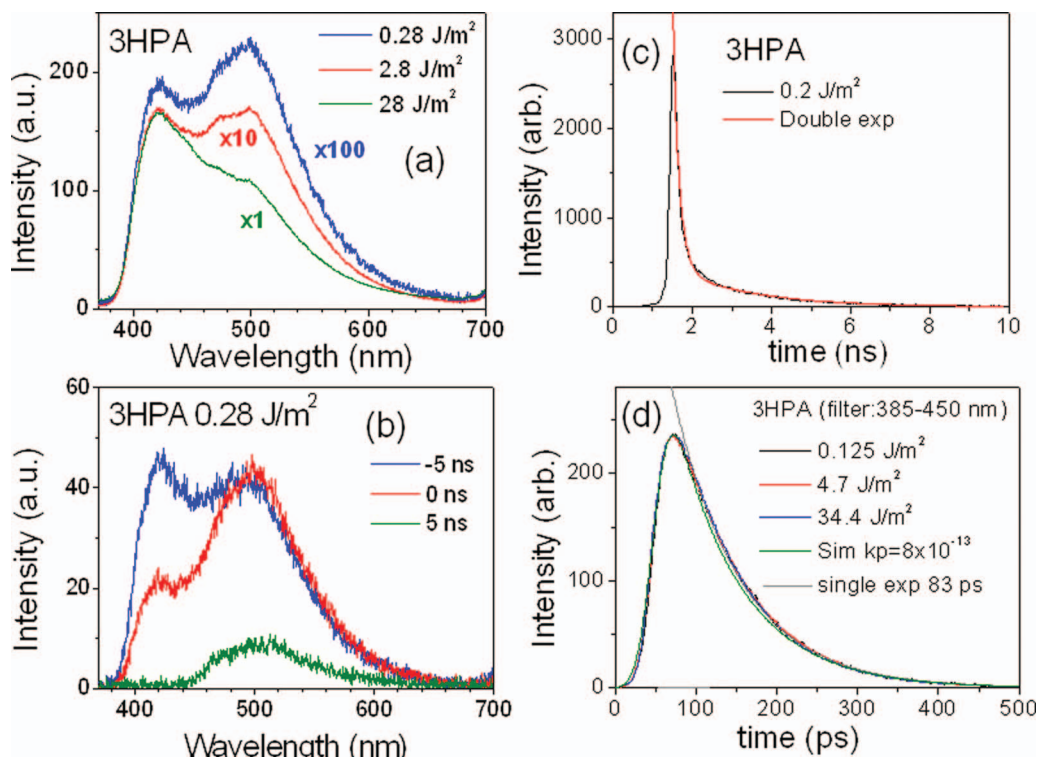 3HPA
0.28 J/m²
2.8 J/m²
28 J/m²
x10
x100
x1
(a)
200
100
0
Intensity (a.u.)
400 500 600 700
Wavelength (nm)
(c)
3HPA
0.2 J/m²
Double exp
3000
2000
1000
0
Intensity (arb.)
0 2 4 6 8 10
time (ns)
3HPA 0.28 J/m²
(b)
-5 ns
0 ns
5 ns
60
40
20
0
Intensity (a.u.)
400 500 600 700
Wavelength (nm)
(d)
3HPA (filter:385-450 nm)
0.125 J/m²
4.7 J/m²
34.4 J/m²
Sim kp=8x10⁻¹³
single exp 83 ps
200
100
0
Intensity (arb.)
0 100 200 300 400 500
time (ps)